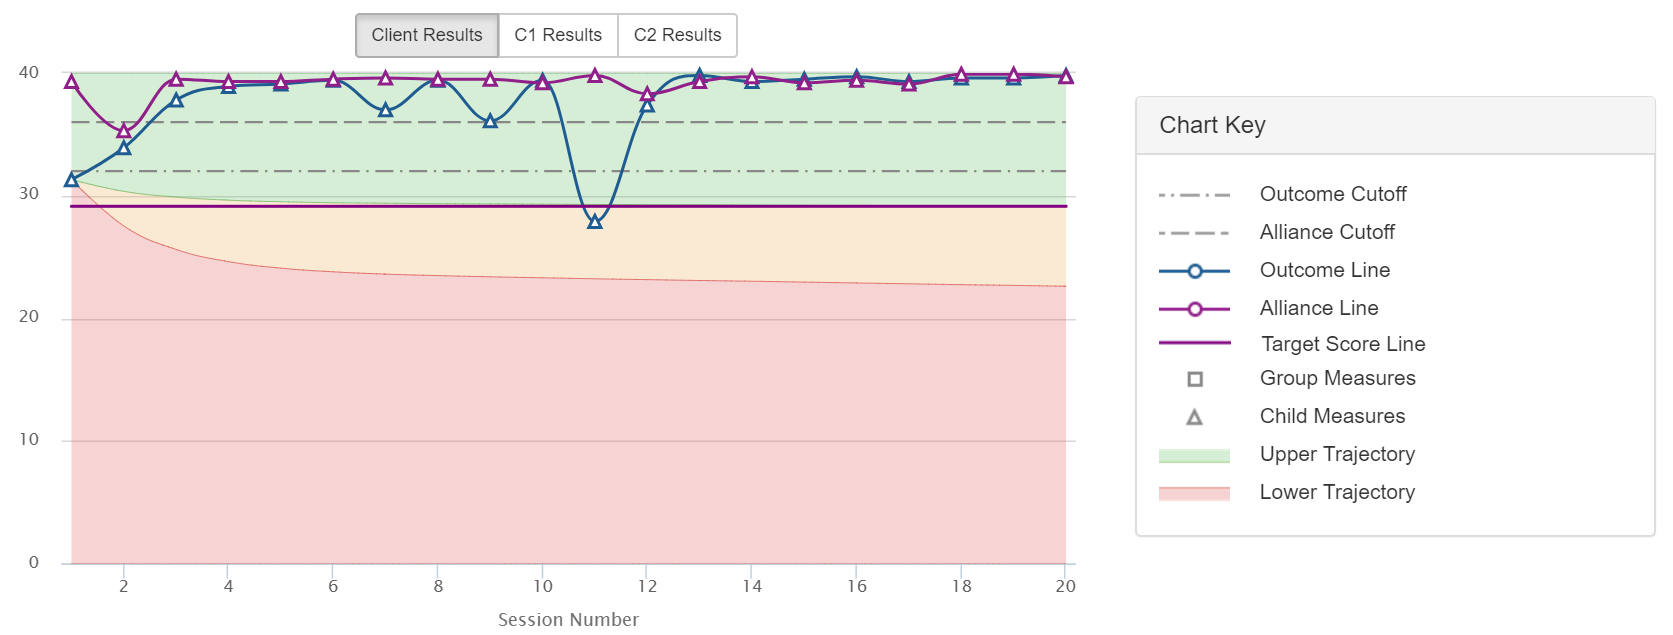 Client Results C1 Results C2 Results
40
30
20
10
0
2 4 6 8 10 12 14 16 18 20
Session Number
Chart Key
Outcome Cutoff
Alliance Cutoff
Outcome Line
Alliance Line
Target Score Line
Group Measures
Child Measures
Upper Trajectory
Lower Trajectory